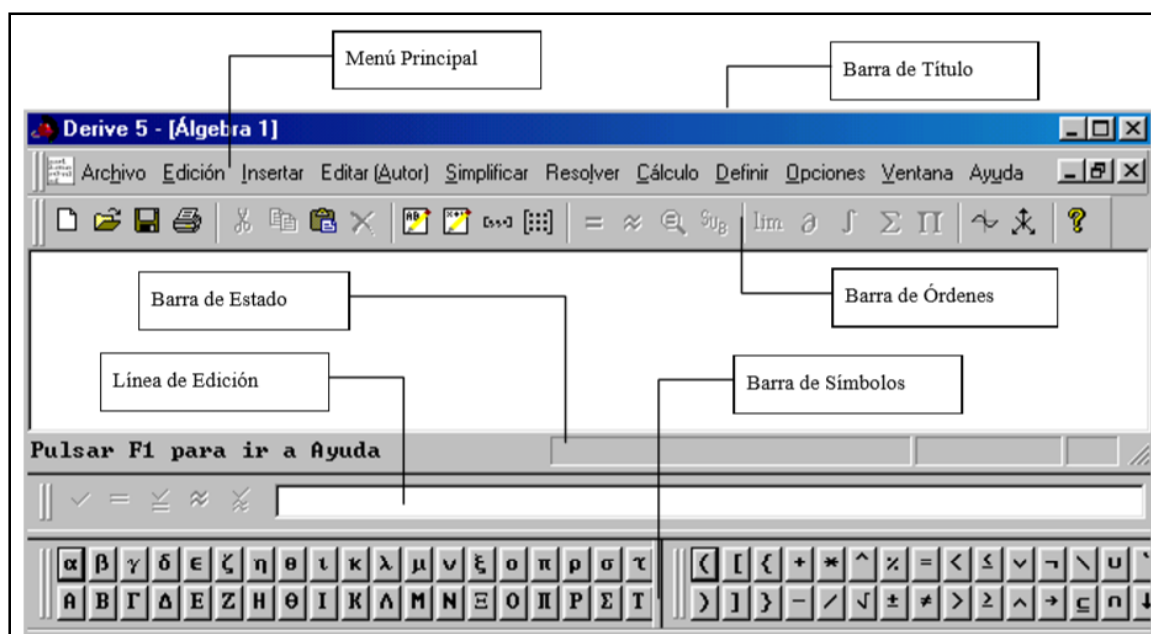 Menú Principal
Barra de Título
Derive 5 - [Álgebra 1]
Archivo Edición Insertar Editar (Autor) Simplificar Resolver Cálculo Definir Opciones Ventana Ayuda
= ≈ SUB lim ∂ ∫ Σ Π ?
Barra de Estado
Barra de Órdenes
Línea de Edición
Barra de Símbolos
Pulsar F1 para ir a Ayuda
α β γ δ ϵ ζ η θ ι κ λ μ ν ξ ο π ρ σ τ ( [ { + * ^ % = < ≤ ∨ ¬ \ ∪ `
Α Β Γ Δ Ε Ζ Η Θ Ι Κ Λ Μ Ν Ξ Ο Π Ρ Σ Τ ) ] } − / √ ± ≠ > ≥ ∧ → ⊆ ∩ ↓